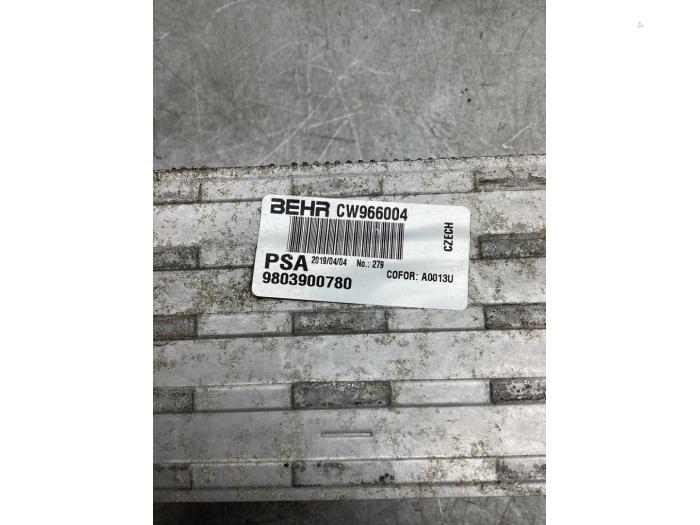 BEHR CW966004
CZECH
PSA 2019/04/04 No.: 279
COFOR: A0013U
9803900780